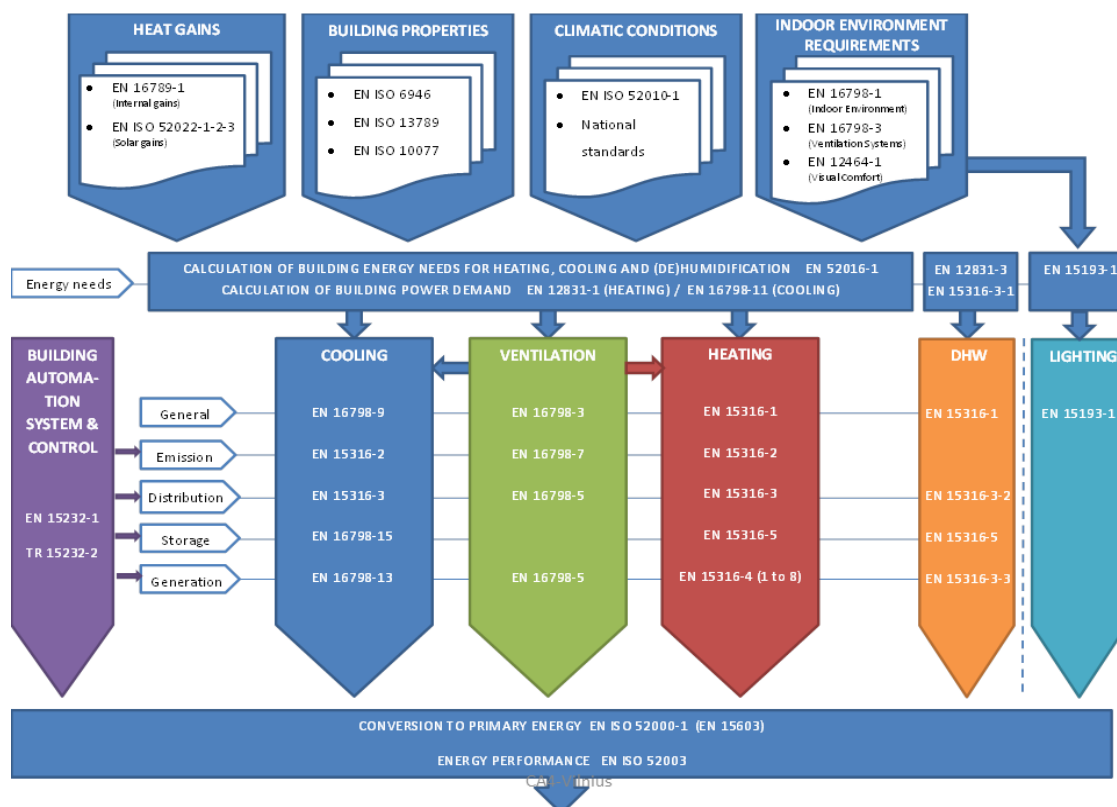 HEAT GAINS
EN 16789-1
(Internal gains)
EN ISO 52022-1-2-3
(Solar gains)
BUILDING PROPERTIES
EN ISO 6946
EN ISO 13789
EN ISO 10077
CLIMATIC CONDITIONS
EN ISO 52010-1
National
standards
INDOOR ENVIRONMENT
REQUIREMENTS
EN 16798-1
(Indoor Environment)
EN 16798-3
(Ventilation Systems)
EN 12464-1
(Visual Comfort)
Energy needs
CALCULATION OF BUILDING ENERGY NEEDS FOR HEATING, COOLING AND (DE)HUMIDIFICATION EN 52016-1
CALCULATION OF BUILDING POWER DEMAND EN 12831-1 (HEATING) / EN 16798-11 (COOLING)
EN 12831-3
EN 15316-3-1
EN 15193-1
BUILDING
AUTOMA-
TION
SYSTEM &
CONTROL
EN 15232-1
TR 15232-2
General
Emission
Distribution
Storage
Generation
COOLING
EN 16798-9
EN 15316-2
EN 15316-3
EN 16798-15
EN 16798-13
VENTILATION
EN 16798-3
EN 16798-7
EN 16798-5
EN 16798-5
HEATING
EN 15316-1
EN 15316-2
EN 15316-3
EN 15316-5
EN 15316-4 (1 to 8)
DHW
EN 15316-1
EN 15316-3-2
EN 15316-5
EN 15316-3-3
LIGHTING
EN 15193-1
CONVERSION TO PRIMARY ENERGY EN ISO 52000-1 (EN 15603)
ENERGY PERFORMANCE EN ISO 52003
CA4-Vilnius